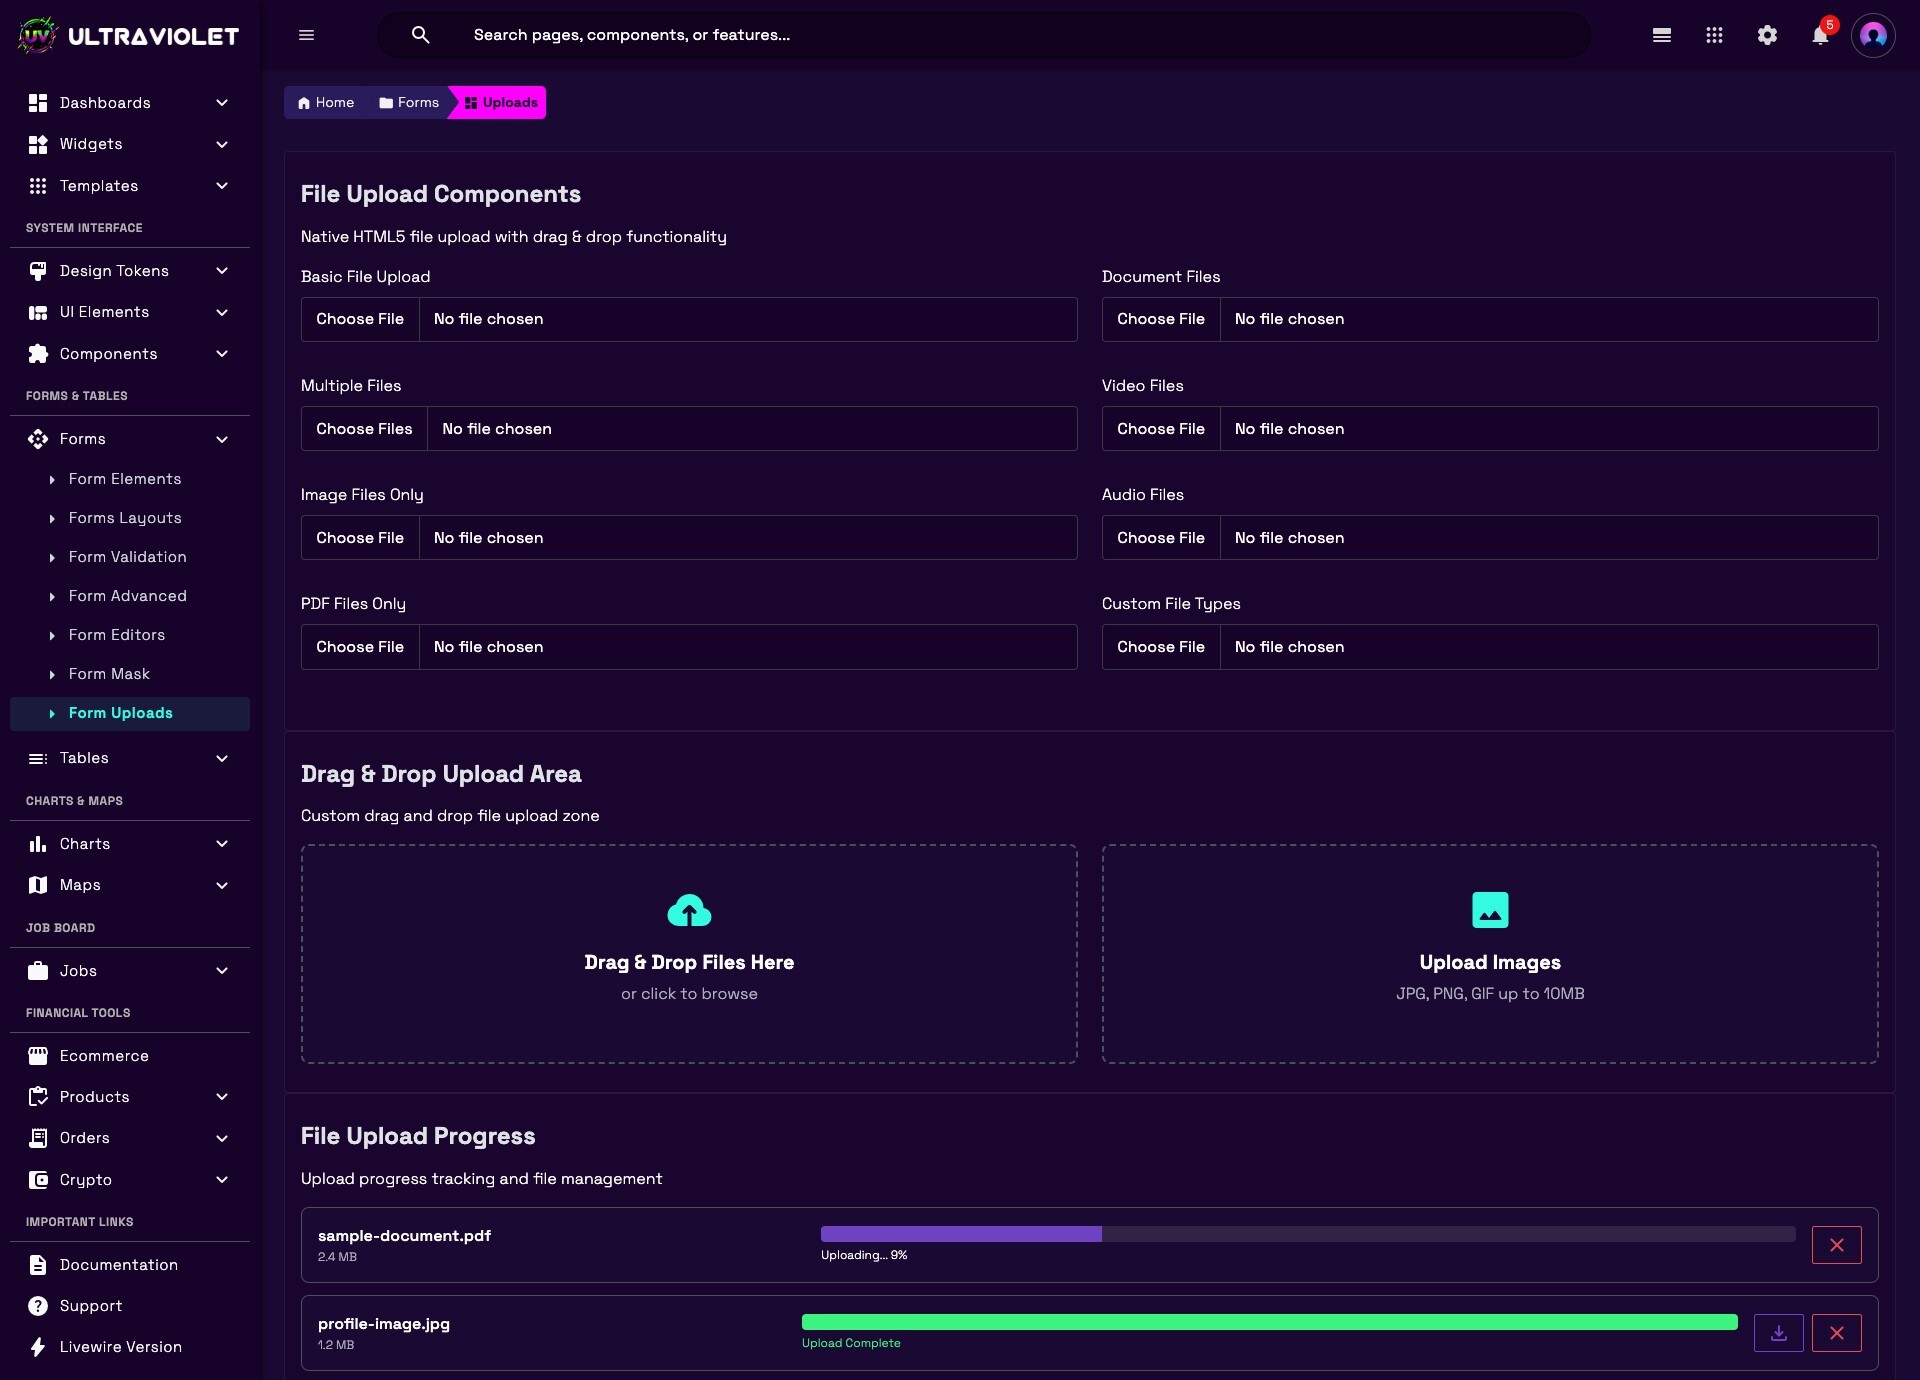 UV ULTRAVIOLET
Search pages, components, or features...
5
Dashboards
Widgets
Templates
SYSTEM INTERFACE
Design Tokens
UI Elements
Components
FORMS & TABLES
Forms
Form Elements
Forms Layouts
Form Validation
Form Advanced
Form Editors
Form Mask
Form Uploads
Tables
CHARTS & MAPS
Charts
Maps
JOB BOARD
Jobs
FINANCIAL TOOLS
Ecommerce
Products
Orders
Crypto
IMPORTANT LINKS
Documentation
Support
Livewire Version
Home Forms Uploads
File Upload Components
Native HTML5 file upload with drag & drop functionality
Basic File Upload
Choose File No file chosen
Document Files
Choose File No file chosen
Multiple Files
Choose Files No file chosen
Video Files
Choose File No file chosen
Image Files Only
Choose File No file chosen
Audio Files
Choose File No file chosen
PDF Files Only
Choose File No file chosen
Custom File Types
Choose File No file chosen
Drag & Drop Upload Area
Custom drag and drop file upload zone
Drag & Drop Files Here
or click to browse
Upload Images
JPG, PNG, GIF up to 10MB
File Upload Progress
Upload progress tracking and file management
sample-document.pdf
2.4 MB
Uploading... 9%
profile-image.jpg
1.2 MB
Upload Complete